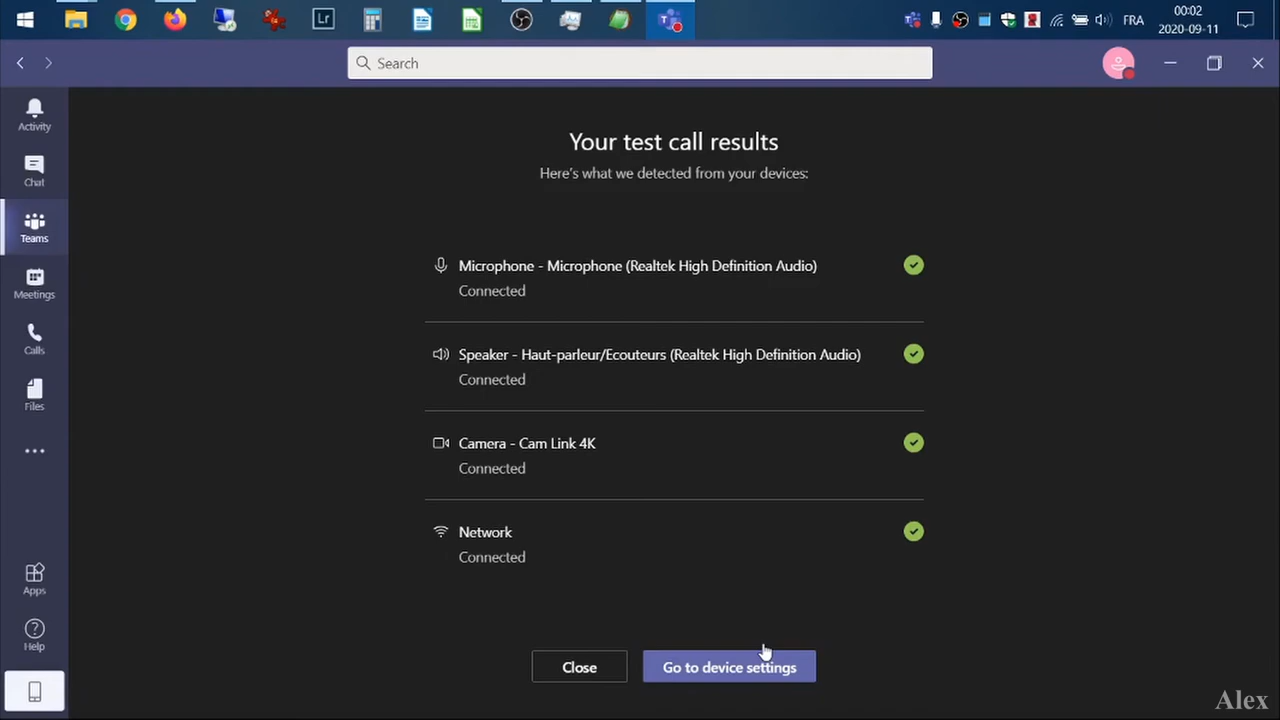 Lr
FRA
00:02
2020-09-11
Search
Activity
Chat
Teams
Meetings
Calls
Files
Apps
Help
Your test call results
Here's what we detected from your devices:
Microphone - Microphone (Realtek High Definition Audio)
Connected
Speaker - Haut-parleur/Ecouteurs (Realtek High Definition Audio)
Connected
Camera - Cam Link 4K
Connected
Network
Connected
Close
Go to device settings
Alex